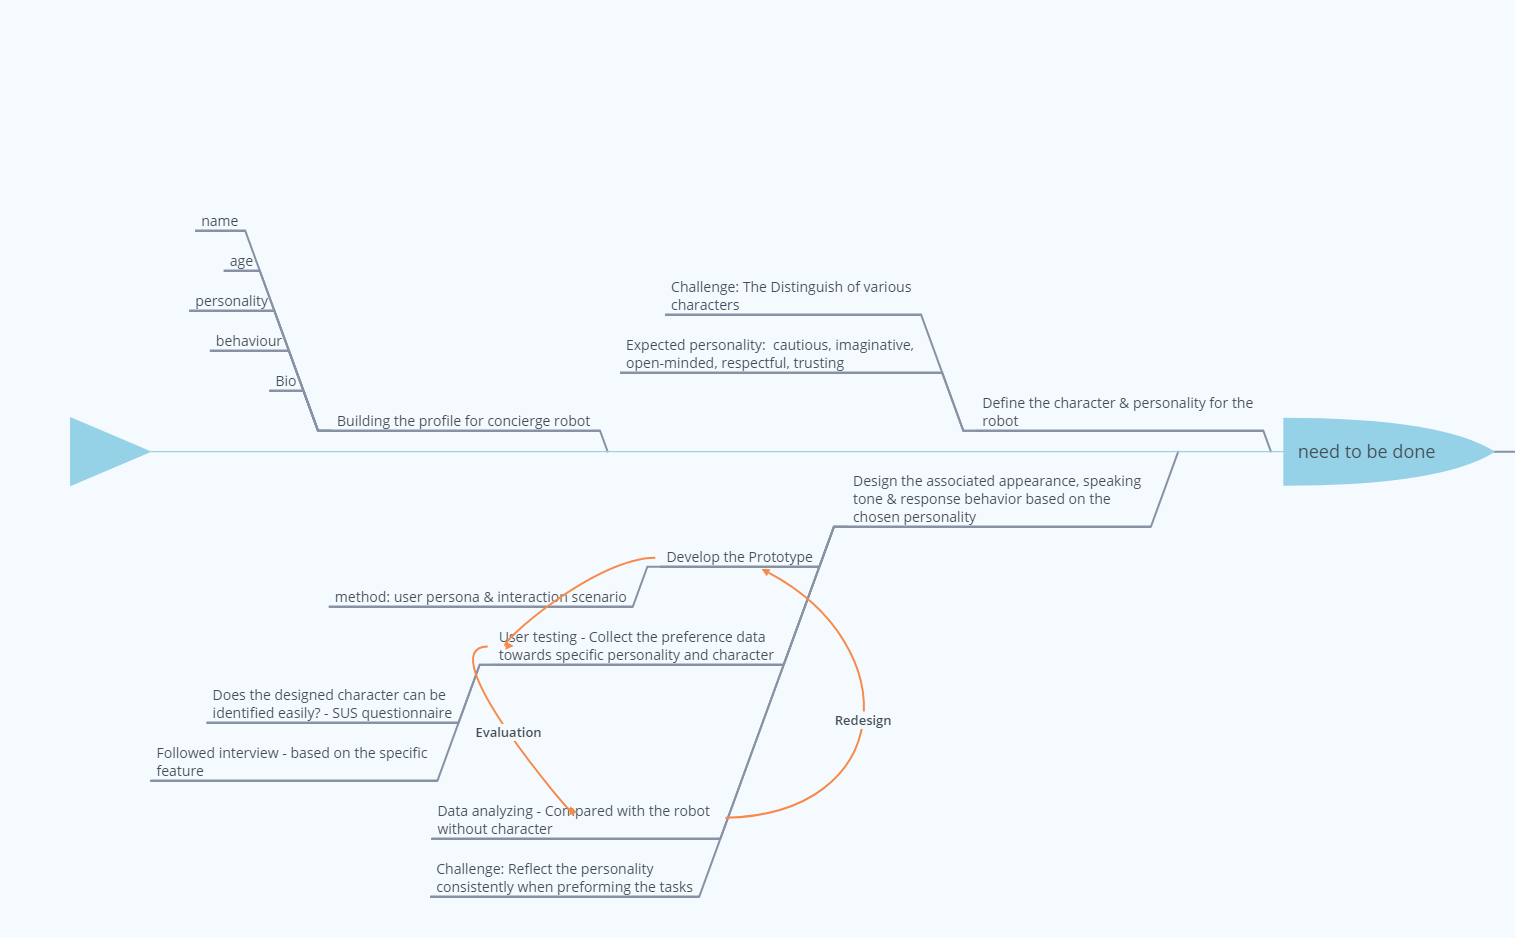 name
age
personality
behaviour
Bio
Building the profile for concierge robot
Challenge: The Distinguish of various
characters
Expected personality:  cautious, imaginative,
open-minded, respectful, trusting
Define the character & personality for the
robot
need to be done
Design the associated appearance, speaking
tone & response behavior based on the
chosen personality
Develop the Prototype
method: user persona & interaction scenario
User testing - Collect the preference data
towards specific personality and character
Does the designed character can be
identified easily? - SUS questionnaire
Followed interview - based on the specific
feature
Evaluation
Redesign
Data analyzing - Compared with the robot
without character
Challenge: Reflect the personality
consistently when preforming the tasks